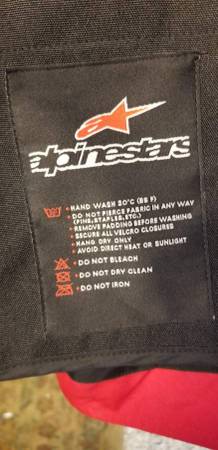 alpinestars
• HAND WASH 30°C (86 F)
• DO NOT PIERCE FABRIC IN ANY WAY
(PINS, STAPLES, ETC.)
• REMOVE PADDING BEFORE WASHING
• SECURE ALL VELCRO CLOSURES
• HANG DRY ONLY
• AVOID DIRECT HEAT OR SUNLIGHT
• DO NOT BLEACH
• DO NOT DRY CLEAN
• DO NOT IRON